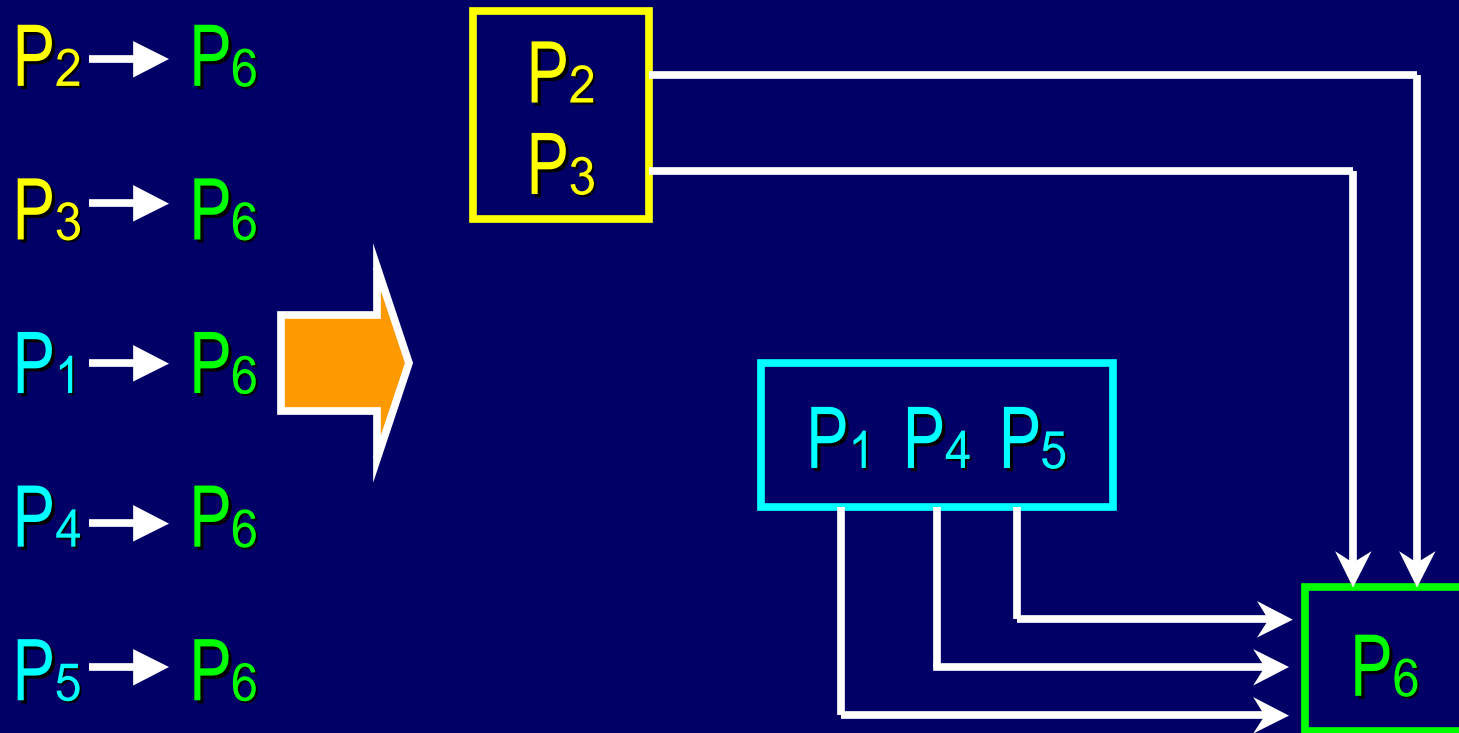 P2 → P6
P3 → P6
P1 → P6
P4 → P6
P5 → P6
P2
P3
P1 P4 P5
P6